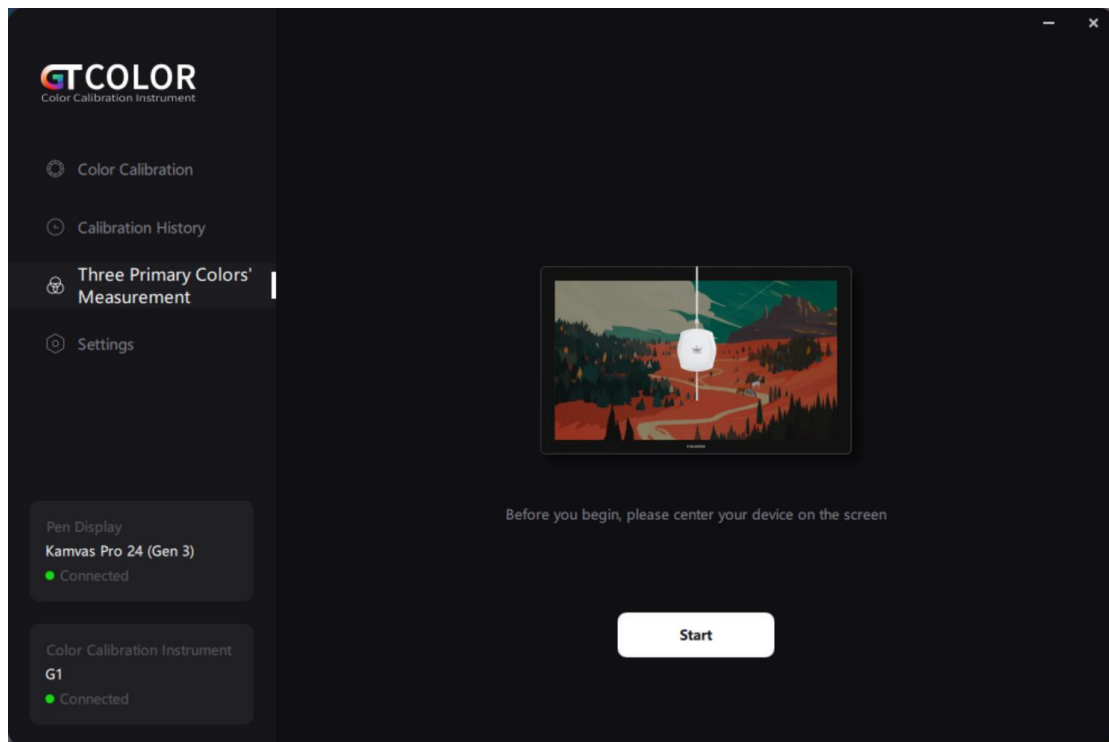 GTCOLOR
Color Calibration Instrument
Color Calibration
Calibration History
Three Primary Colors'
Measurement
Settings
Pen Display
Kamvas Pro 24 (Gen 3)
Connected
Color Calibration Instrument
G1
Connected
Before you begin, please center your device on the screen
Start